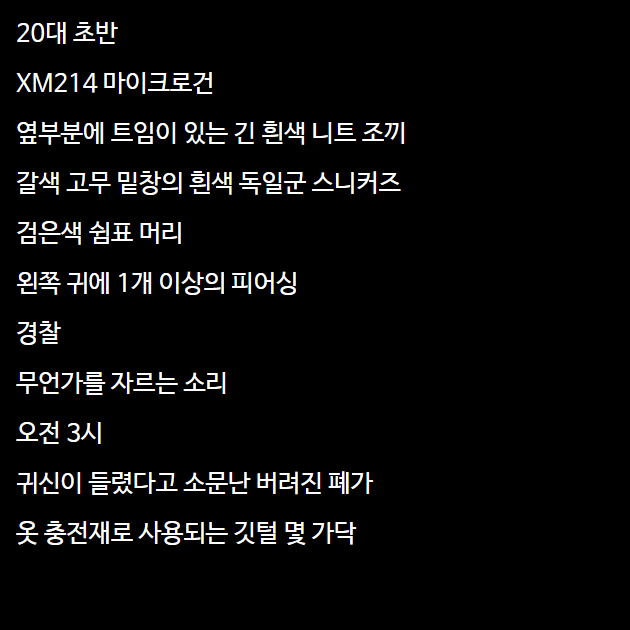 20대 초반
XM214 마이크로건
옆부분에 트임이 있는 긴 흰색 니트 조끼
갈색 고무 밑창의 흰색 독일군 스니커즈
검은색 쉼표 머리
왼쪽 귀에 1개 이상의 피어싱
경찰
무언가를 자르는 소리
오전 3시
귀신이 들렸다고 소문난 버려진 폐가
옷 충전재로 사용되는 깃털 몇 가닥